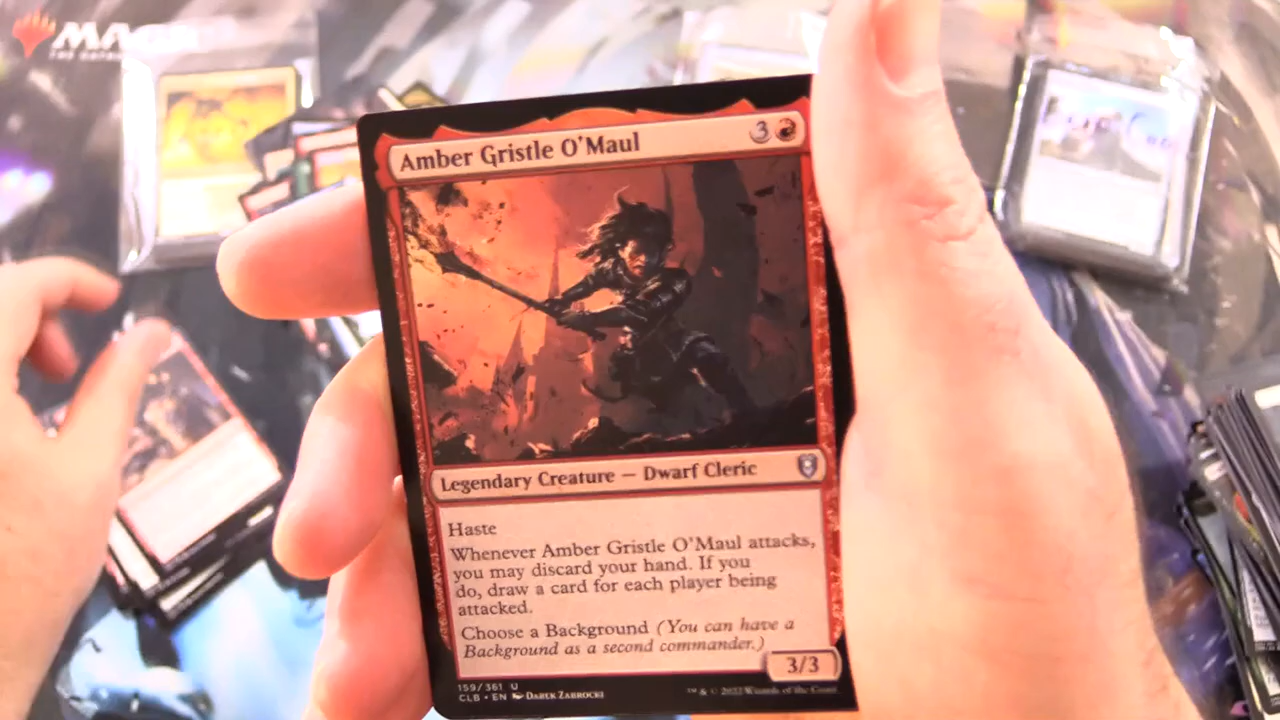 Amber Gristle O'Maul
3
Legendary Creature — Dwarf Cleric
Haste
Whenever Amber Gristle O'Maul attacks,
you may discard your hand. If you
do, draw a card for each player being
attacked.
Choose a Background (You can have a
Background as a second commander.)
3/3
159/361 U
CLB • EN DAREK ZABROCKI
™ & © 2022 Wizards of the Coast